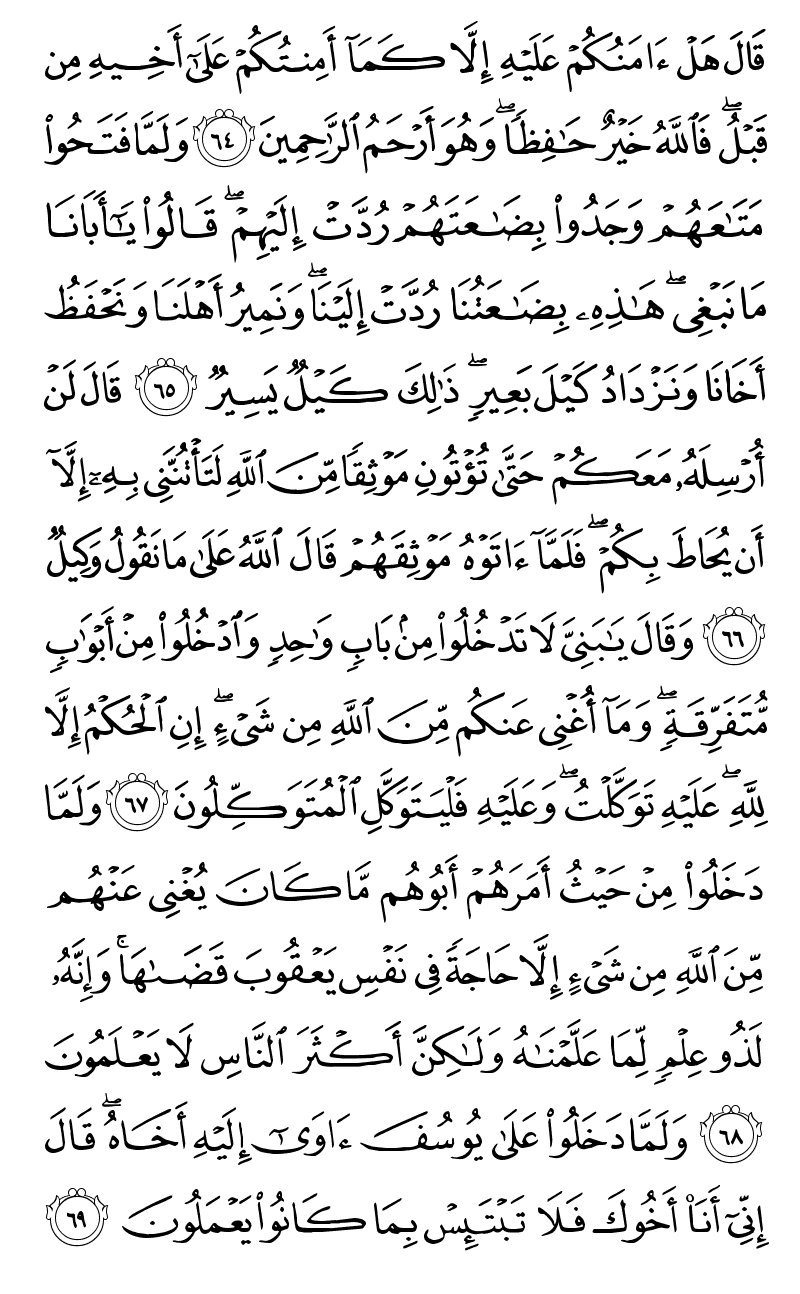 قَالَ هَلۡ ءَامَنُكُمۡ عَلَيۡهِ إِلَّا كَمَآ أَمِنتُكُمۡ عَلَىٰٓ أَخِيهِ مِن
قَبۡلُۖ فَٱللَّهُ خَيۡرٌ حَٰفِظٗاۖ وَهُوَ أَرۡحَمُ ٱلرَّٰحِمِينَ ٦٤ وَلَمَّا فَتَحُواْ
مَتَٰعَهُمۡ وَجَدُواْ بِضَٰعَتَهُمۡ رُدَّتۡ إِلَيۡهِمۡۖ قَالُواْ يَٰٓأَبَانَا
مَا نَبۡغِيۖ هَٰذِهِۦ بِضَٰعَتُنَا رُدَّتۡ إِلَيۡنَاۖ وَنَمِيرُ أَهۡلَنَا وَنَحۡفَظُ
أَخَانَا وَنَزۡدَادُ كَيۡلَ بَعِيرٖۖ ذَٰلِكَ كَيۡلٞ يَسِيرٞ ٦٥ قَالَ لَنۡ
أُرۡسِلَهُۥ مَعَكُمۡ حَتَّىٰ تُؤۡتُونِ مَوۡثِقٗا مِّنَ ٱللَّهِ لَتَأۡتُنَّنِي بِهِۦٓ إِلَّآ
أَن يُحَاطَ بِكُمۡۖ فَلَمَّآ ءَاتَوۡهُ مَوۡثِقَهُمۡ قَالَ ٱللَّهُ عَلَىٰ مَا نَقُولُ وَكِيلٞ
٦٦ وَقَالَ يَٰبَنِيَّ لَا تَدۡخُلُواْ مِنۢ بَابٖ وَٰحِدٖ وَٱدۡخُلُواْ مِنۡ أَبۡوَٰبٖ
مُّتَفَرِّقَةٖۖ وَمَآ أُغۡنِي عَنكُم مِّنَ ٱللَّهِ مِن شَيۡءٍۖ إِنِ ٱلۡحُكۡمُ إِلَّا
لِلَّهِۖ عَلَيۡهِ تَوَكَّلۡتُۖ وَعَلَيۡهِ فَلۡيَتَوَكَّلِ ٱلۡمُتَوَكِّلُونَ ٦٧ وَلَمَّا
دَخَلُواْ مِنۡ حَيۡثُ أَمَرَهُمۡ أَبُوهُم مَّا كَانَ يُغۡنِي عَنۡهُم
مِّنَ ٱللَّهِ مِن شَيۡءٍ إِلَّا حَاجَةٗ فِي نَفۡسِ يَعۡقُوبَ قَضَىٰهَاۚ وَإِنَّهُۥ
لَذُو عِلۡمٖ لِّمَا عَلَّمۡنَٰهُ وَلَٰكِنَّ أَكۡثَرَ ٱلنَّاسِ لَا يَعۡلَمُونَ
٦٨ وَلَمَّا دَخَلُواْ عَلَىٰ يُوسُفَ ءَاوَىٰٓ إِلَيۡهِ أَخَاهُۖ قَالَ
إِنِّيٓ أَنَا۠ أَخُوكَ فَلَا تَبۡتَئِسۡ بِمَا كَانُواْ يَعۡمَلُونَ ٦٩